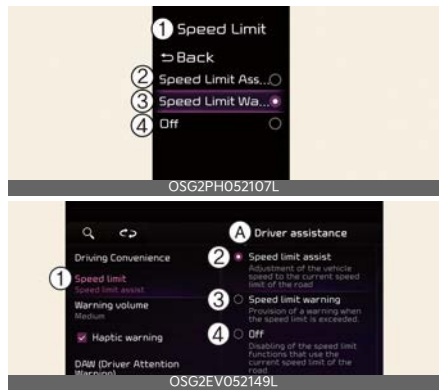 ① Speed Limit
Back
② Speed Limit Ass...
③ Speed Limit Wa...
④ Off
OSG2PH052107L
Ⓐ Driver assistance
Driving Convenience
① Speed limit
Speed limit assist
Warning volume
Medium
Haptic warning
DAW (Driver Attention
Warning)
② Speed limit assist
Adjustment of the vehicle
speed to the current speed
limit of the road
③ Speed limit warning
Provision of a warning when
the speed limit is exceeded.
④ Off
Disabling of the speed limit
functions that use the
current speed limit of the
road
OSG2EV052149L